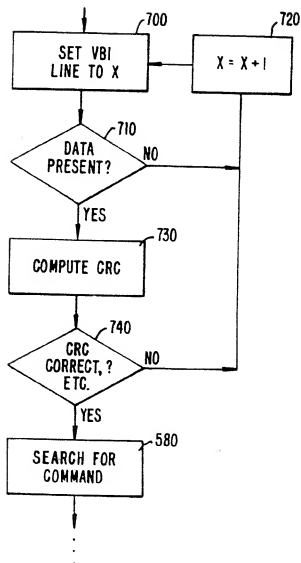 700
SET VBI
LINE TO X
720
X = X + 1
710
DATA
PRESENT?
NO
YES
730
COMPUTE CRC
740
CRC
CORRECT,?
ETC.
NO
YES
580
SEARCH FOR
COMMAND